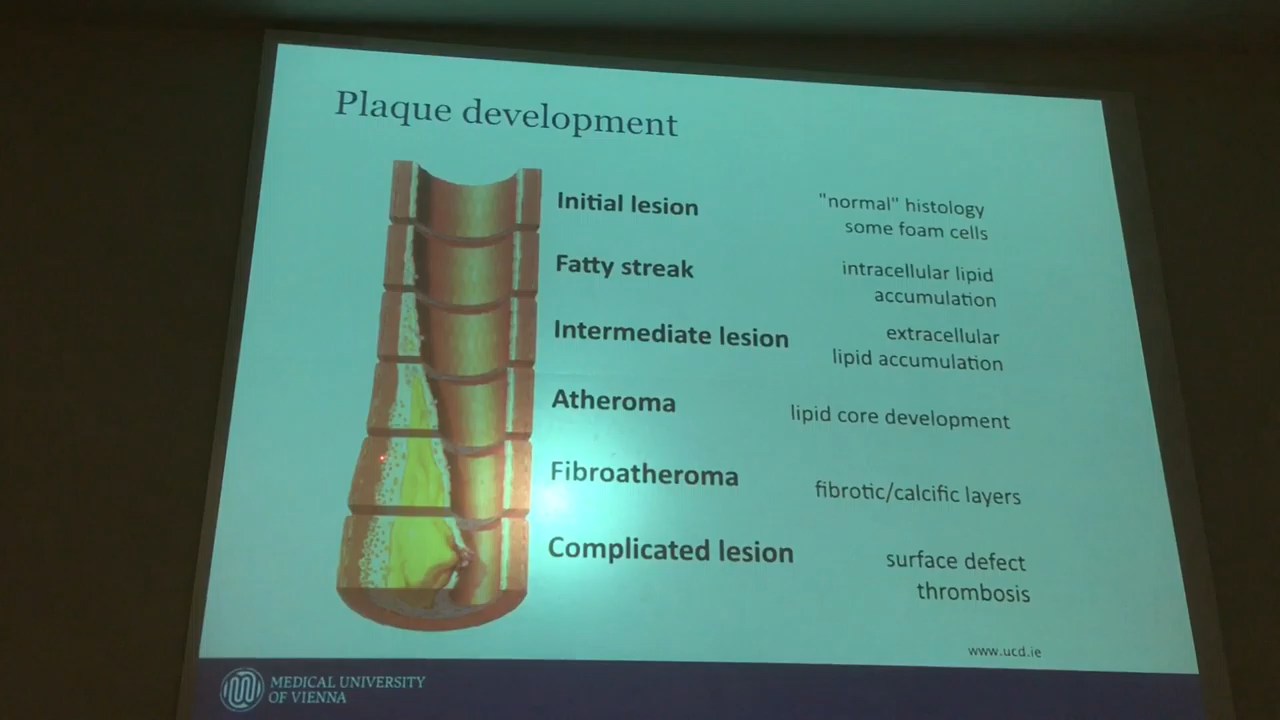 Plaque development
Initial lesion
"normal" histology
some foam cells
Fatty streak
intracellular lipid
accumulation
Intermediate lesion
extracellular
lipid accumulation
Atheroma
lipid core development
Fibroatheroma
fibrotic/calcific layers
Complicated lesion
surface defect
thrombosis
www.ucd.ie
MEDICAL UNIVERSITY
OF VIENNA